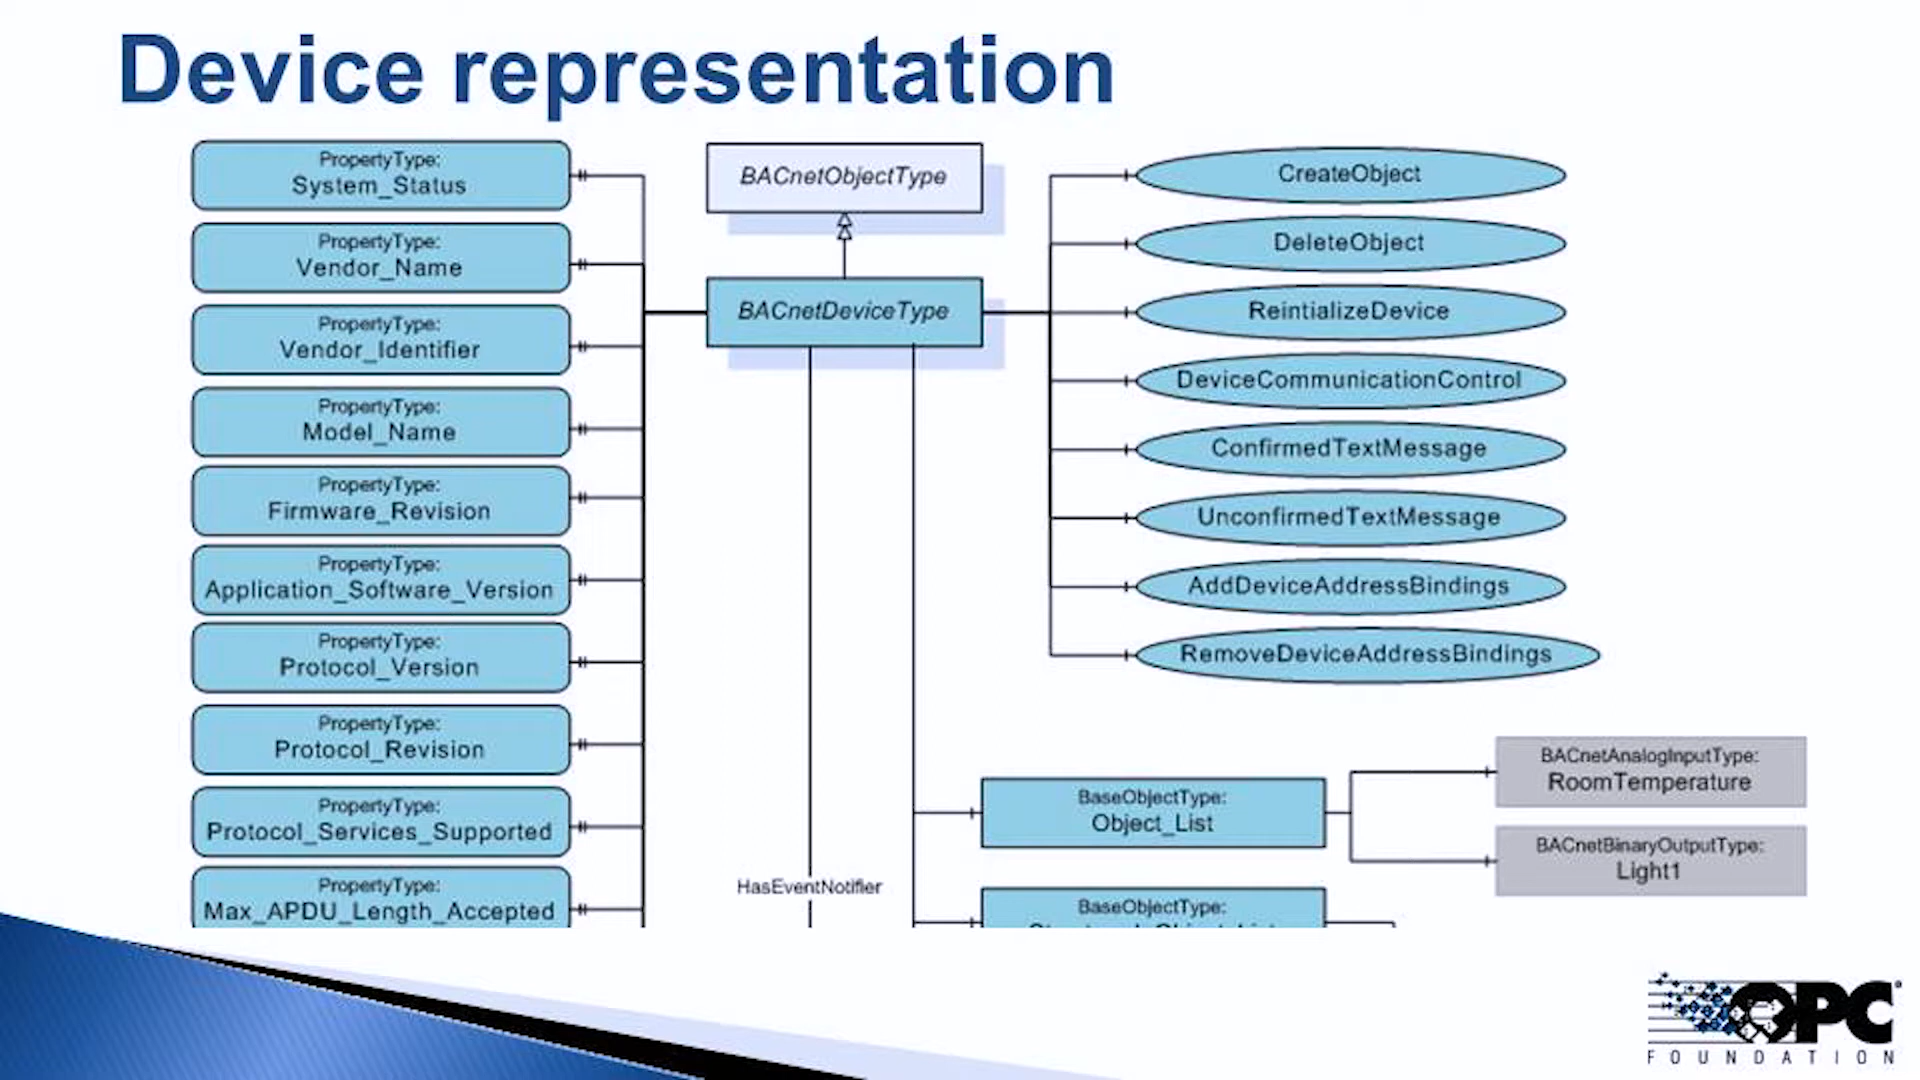 Device representation
PropertyType:
System_Status
PropertyType:
Vendor_Name
PropertyType:
Vendor_Identifier
PropertyType:
Model_Name
PropertyType:
Firmware_Revision
PropertyType:
Application_Software_Version
PropertyType:
Protocol_Version
PropertyType:
Protocol_Revision
PropertyType:
Protocol_Services_Supported
PropertyType:
Max_APDU_Length_Accepted
BACnetObjectType
BACnetDeviceType
HasEventNotifier
CreateObject
DeleteObject
ReintializeDevice
DeviceCommunicationControl
ConfirmedTextMessage
UnconfirmedTextMessage
AddDeviceAddressBindings
RemoveDeviceAddressBindings
BaseObjectType:
Object_List
BaseObjectType:
BACnetAnalogInputType:
RoomTemperature
BACnetBinaryOutputType:
Light1
OPC
FOUNDATION